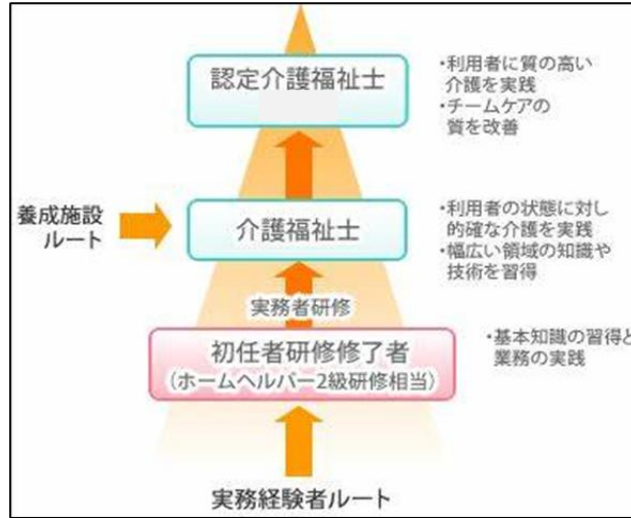 認定介護福祉士
・利用者に質の高い
介護を実践
・チームケアの
質を改善
養成施設
ルート
介護福祉士
・利用者の状態に対し
的確な介護を実践
・幅広い領域の知識や
技術を習得
実務者研修
初任者研修修了者
（ホームヘルパー2級研修相当）
・基本知識の習得と
業務の実践
実務経験者ルート